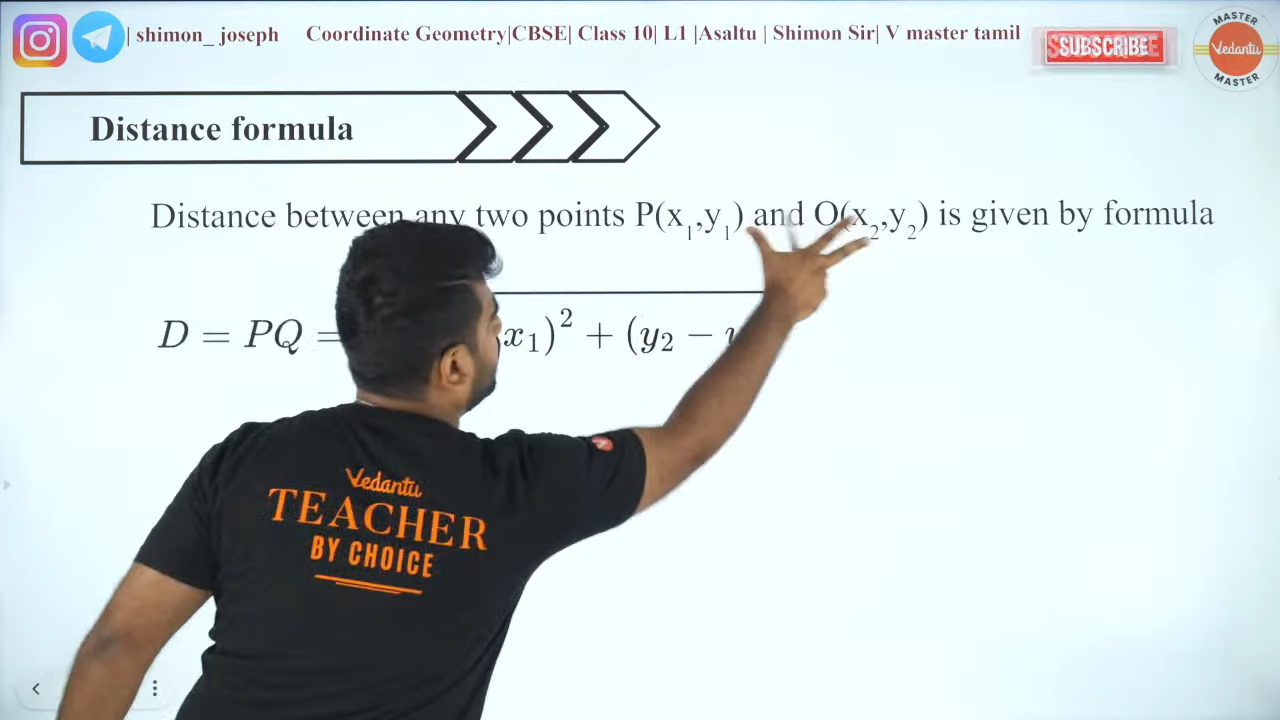 | shimon_ joseph
Coordinate Geometry|CBSE| Class 10| L1 |Asaltu | Shimon Sir| V master tamil
SUBSCRIBE
MASTER
Vedantu
MASTER
Distance formula
Distance between any two points P(x₁,y₁) and O(x₂,y₂) is given by formula
D = PQ = x₁)² + (y₂ −
Vedantu
TEACHER
BY CHOICE